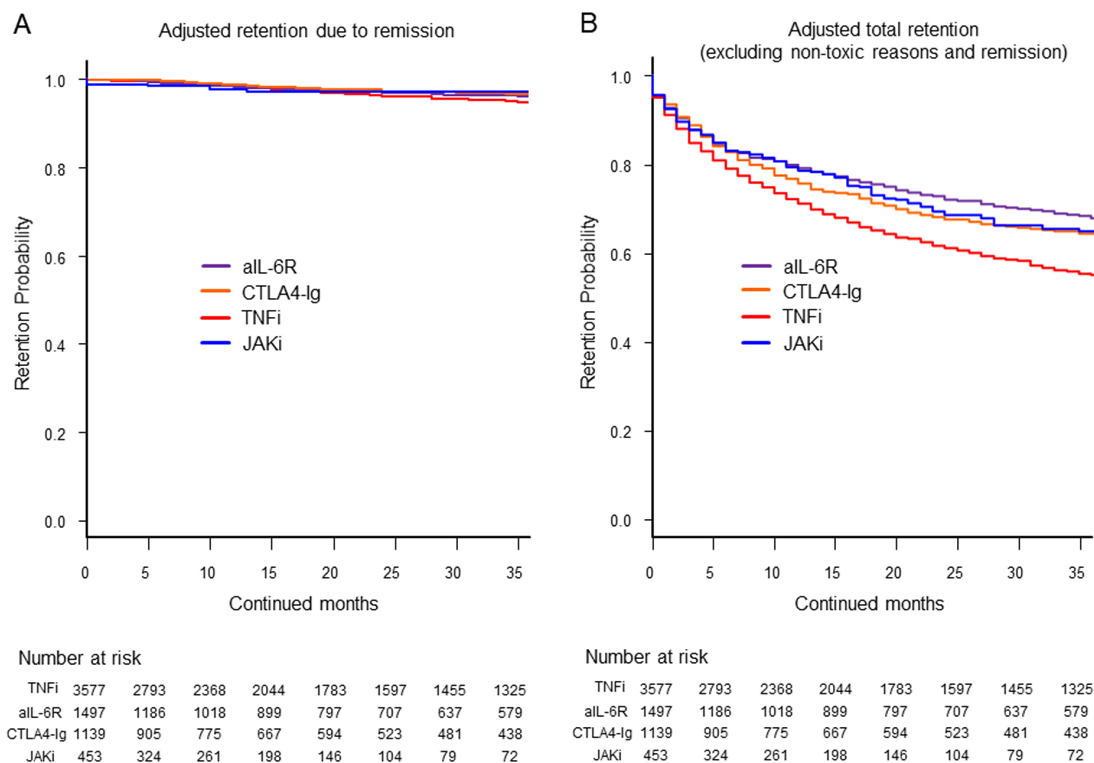 A
Adjusted retention due to remission
Retention Probability
1.0
0.8
0.6
0.4
0.2
0.0
aIL-6R
CTLA4-Ig
TNFi
JAKi
0 5 10 15 20 25 30 35
Continued months
Number at risk
TNFi 3577 2793 2368 2044 1783 1597 1455 1325
aIL-6R 1497 1186 1018 899 797 707 637 579
CTLA4-Ig 1139 905 775 667 594 523 481 438
JAKi 453 324 261 198 146 104 79 72
B
Adjusted total retention
(excluding non-toxic reasons and remission)
Retention Probability
1.0
0.8
0.6
0.4
0.2
0.0
aIL-6R
CTLA4-Ig
TNFi
JAKi
0 5 10 15 20 25 30 35
Continued months
Number at risk
TNFi 3577 2793 2368 2044 1783 1597 1455 1325
aIL-6R 1497 1186 1018 899 797 707 637 579
CTLA4-Ig 1139 905 775 667 594 523 481 438
JAKi 453 324 261 198 146 104 79 72